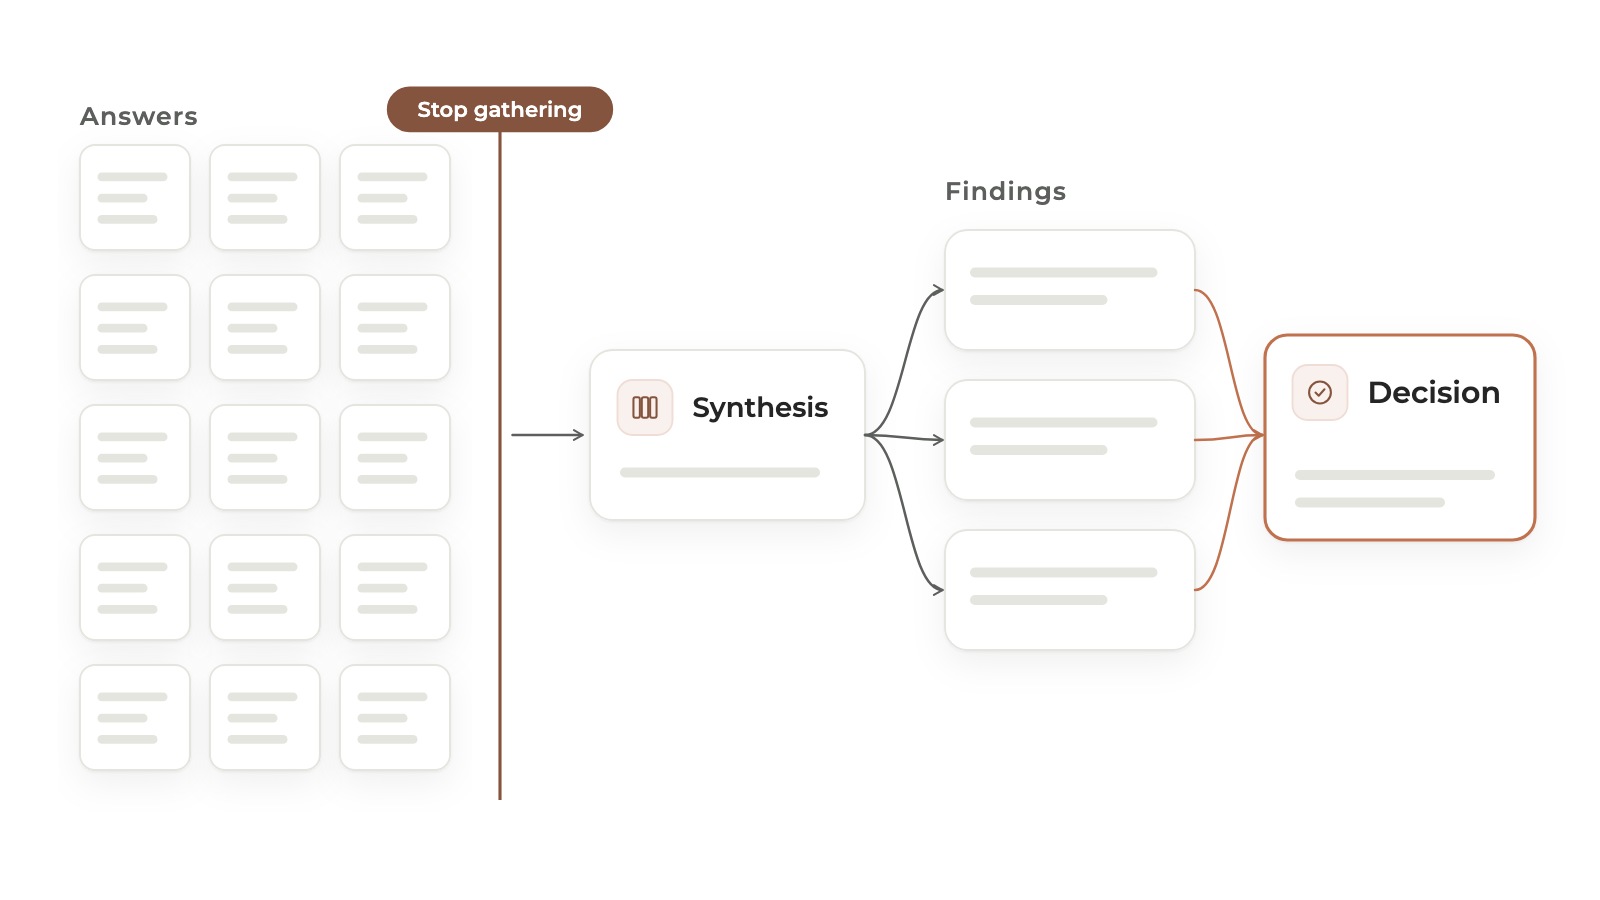 Answers
Stop gathering
Findings
Synthesis
Decision